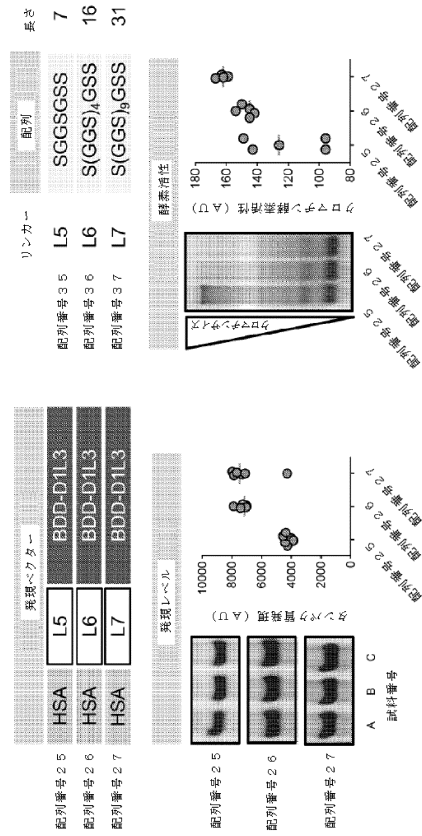 発現ベクター
配列番号25 HSA L5 BDD-D1L3
配列番号26 HSA L6 BDD-D1L3
配列番号27 HSA L7 BDD-D1L3
リンカー 配列 長さ
配列番号35 L5 SGGSGSS 7
配列番号36 L6 S(GGS)4GSS 16
配列番号37 L7 S(GGS)9GSS 31
発現レベル
配列番号25
配列番号26
配列番号27
A B C
試料番号
タンパク質発現(AU)
10000
8000
6000
4000
2000
0
配列番号25
配列番号26
配列番号27
酵素活性
クロマチンサイズ
配列番号25
配列番号26
配列番号27
クロマチン酵素活性(AU)
180
160
140
120
100
80
配列番号25
配列番号26
配列番号27